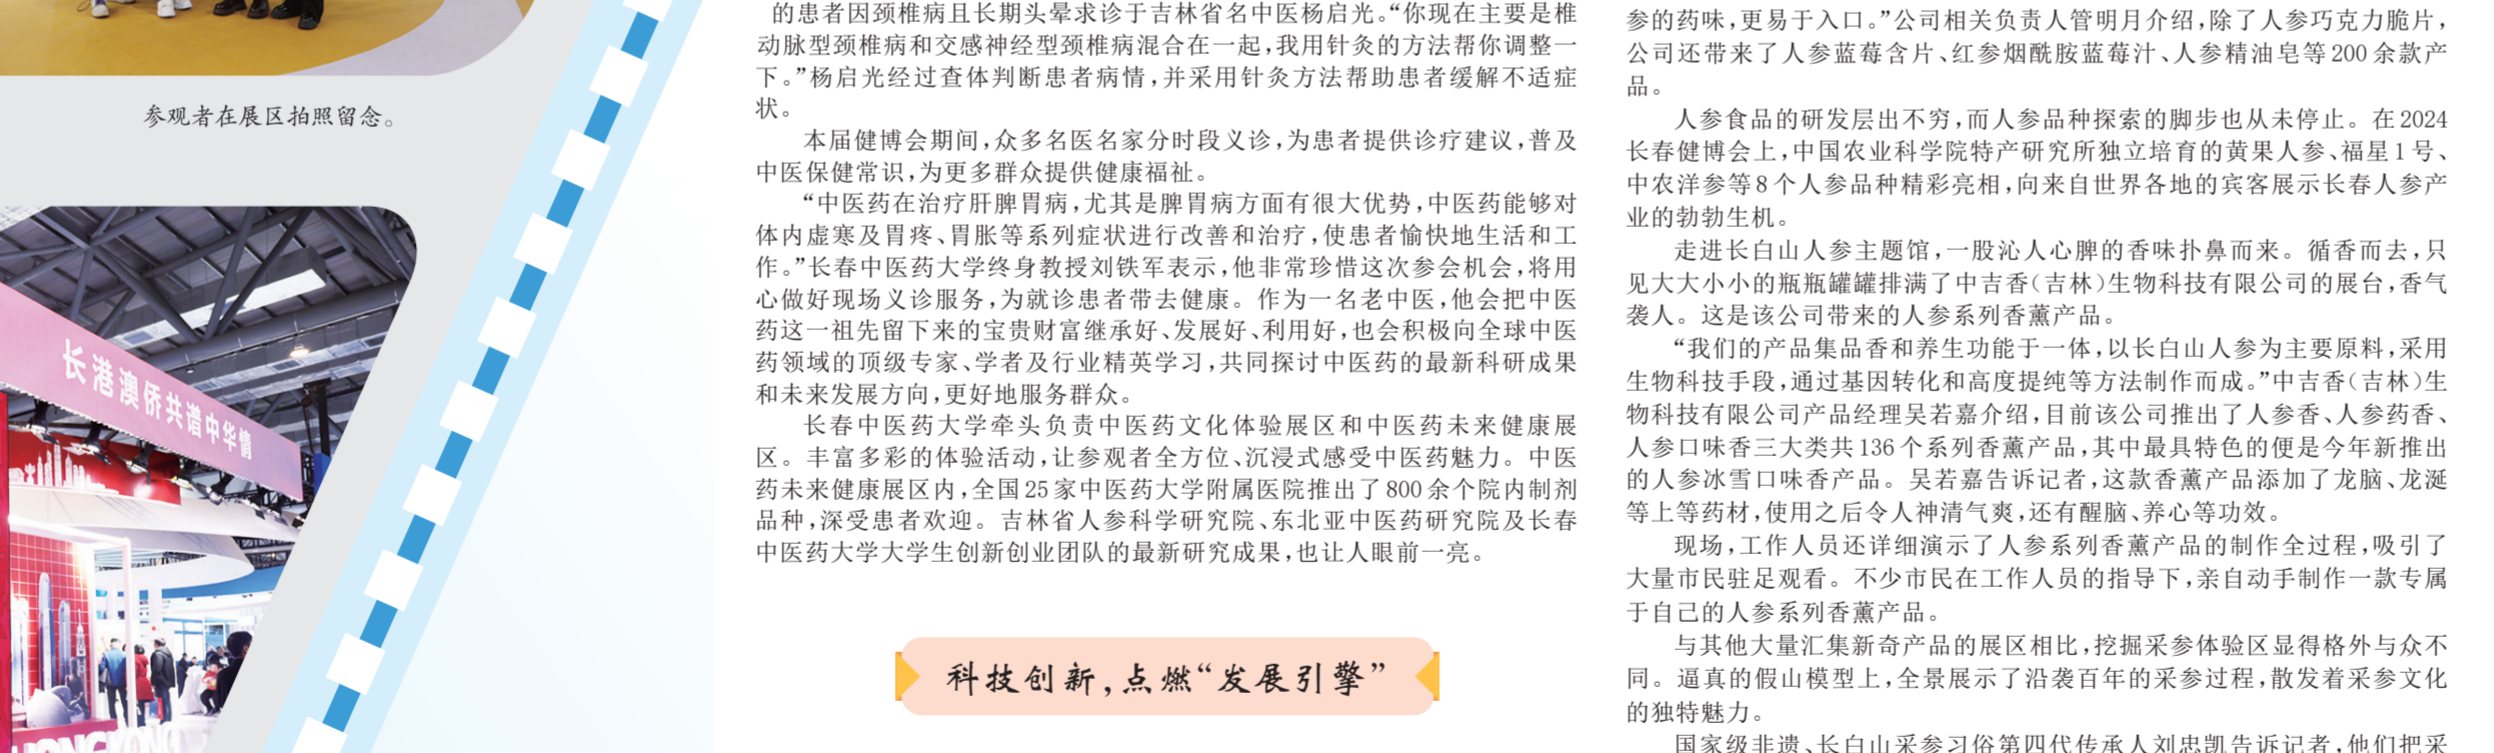 参观者在展区拍照留念。
长港澳侨共谱中华情
HONGKONG
的患者因颈椎病且长期头晕求诊于吉林省名中医杨启光。“你现在主要是椎
动脉型颈椎病和交感神经型颈椎病混合在一起，我用针灸的方法帮你调整一
下。”杨启光经过查体判断患者病情，并采用针灸方法帮助患者缓解不适症
状。
本届健博会期间，众多名医名家分时段义诊，为患者提供诊疗建议，普及
中医保健常识，为更多群众提供健康福祉。
“中医药在治疗肝脾胃病，尤其是脾胃病方面有很大优势，中医药能够对
体内虚寒及胃疼、胃胀等系列症状进行改善和治疗，使患者愉快地生活和工
作。”长春中医药大学终身教授刘铁军表示，他非常珍惜这次参会机会，将用
心做好现场义诊服务，为就诊患者带去健康。作为一名老中医，他会把中医
药这一祖先留下来的宝贵财富继承好、发展好、利用好，也会积极向全球中医
药领域的顶级专家、学者及行业精英学习，共同探讨中医药的最新科研成果
和未来发展方向，更好地服务群众。
长春中医药大学牵头负责中医药文化体验展区和中医药未来健康展
区。丰富多彩的体验活动，让参观者全方位、沉浸式感受中医药魅力。中医
药未来健康展区内，全国25家中医药大学附属医院推出了800余个院内制剂
品种，深受患者欢迎。吉林省人参科学研究院、东北亚中医药研究院及长春
中医药大学大学生创新创业团队的最新研究成果，也让人眼前一亮。
科技创新，点燃“发展引擎”
参的药味，更易于入口。”公司相关负责人管明月介绍，除了人参巧克力脆片，
公司还带来了人参蓝莓含片、红参烟酰胺蓝莓汁、人参精油皂等200余款产
品。
人参食品的研发层出不穷，而人参品种探索的脚步也从未停止。在2024
长春健博会上，中国农业科学院特产研究所独立培育的黄果人参、福星1号、
中农洋参等8个人参品种精彩亮相，向来自世界各地的宾客展示长春人参产
业的勃勃生机。
走进长白山人参主题馆，一股沁人心脾的香味扑鼻而来。循香而去，只
见大大小小的瓶瓶罐罐排满了中吉香（吉林）生物科技有限公司的展台，香气
袭人。这是该公司带来的人参系列香薰产品。
“我们的产品集品香和养生功能于一体，以长白山人参为主要原料，采用
生物科技手段，通过基因转化和高度提纯等方法制作而成。”中吉香（吉林）生
物科技有限公司产品经理吴若嘉介绍，目前该公司推出了人参香、人参药香、
人参口味香三大类共136个系列香薰产品，其中最具特色的便是今年新推出
的人参冰雪口味香产品。吴若嘉告诉记者，这款香薰产品添加了龙脑、龙涎
等上等药材，使用之后令人神清气爽，还有醒脑、养心等功效。
现场，工作人员还详细演示了人参系列香薰产品的制作全过程，吸引了
大量市民驻足观看。不少市民在工作人员的指导下，亲自动手制作一款专属
于自己的人参系列香薰产品。
与其他大量汇集新奇产品的展区相比，挖掘采参体验区显得格外与众不
同。逼真的假山模型上，全景展示了沿袭百年的采参过程，散发着采参文化
的独特魅力。
国家级非遗、长白山采参习俗第四代传承人刘忠凯告诉记者，他们把采